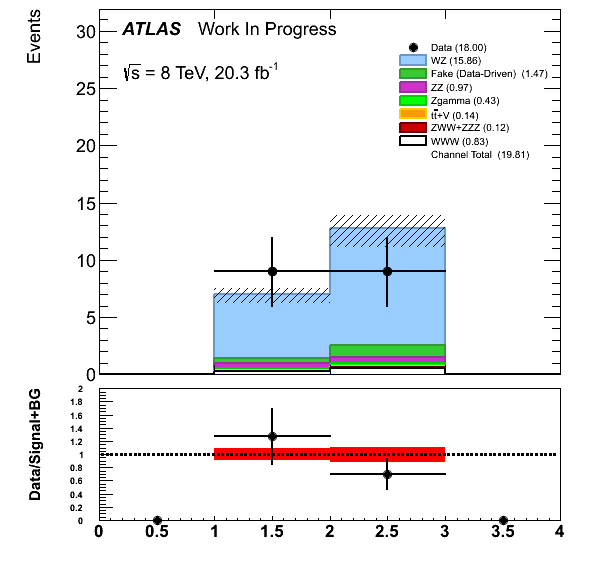 Events
ATLAS Work In Progress
√s = 8 TeV, 20.3 fb-1
Data (18.00)
WZ (15.86)
Fake (Data-Driven) (1.47)
ZZ (0.97)
Zgamma (0.43)
tt̄+V (0.14)
ZWW+ZZZ (0.12)
WWW (0.83)
Channel Total (19.81)
30
25
20
15
10
5
0
Data/Signal+BG
2
1.8
1.6
1.4
1.2
1
0.8
0.6
0.4
0.2
0
0 0.5 1 1.5 2 2.5 3 3.5 4